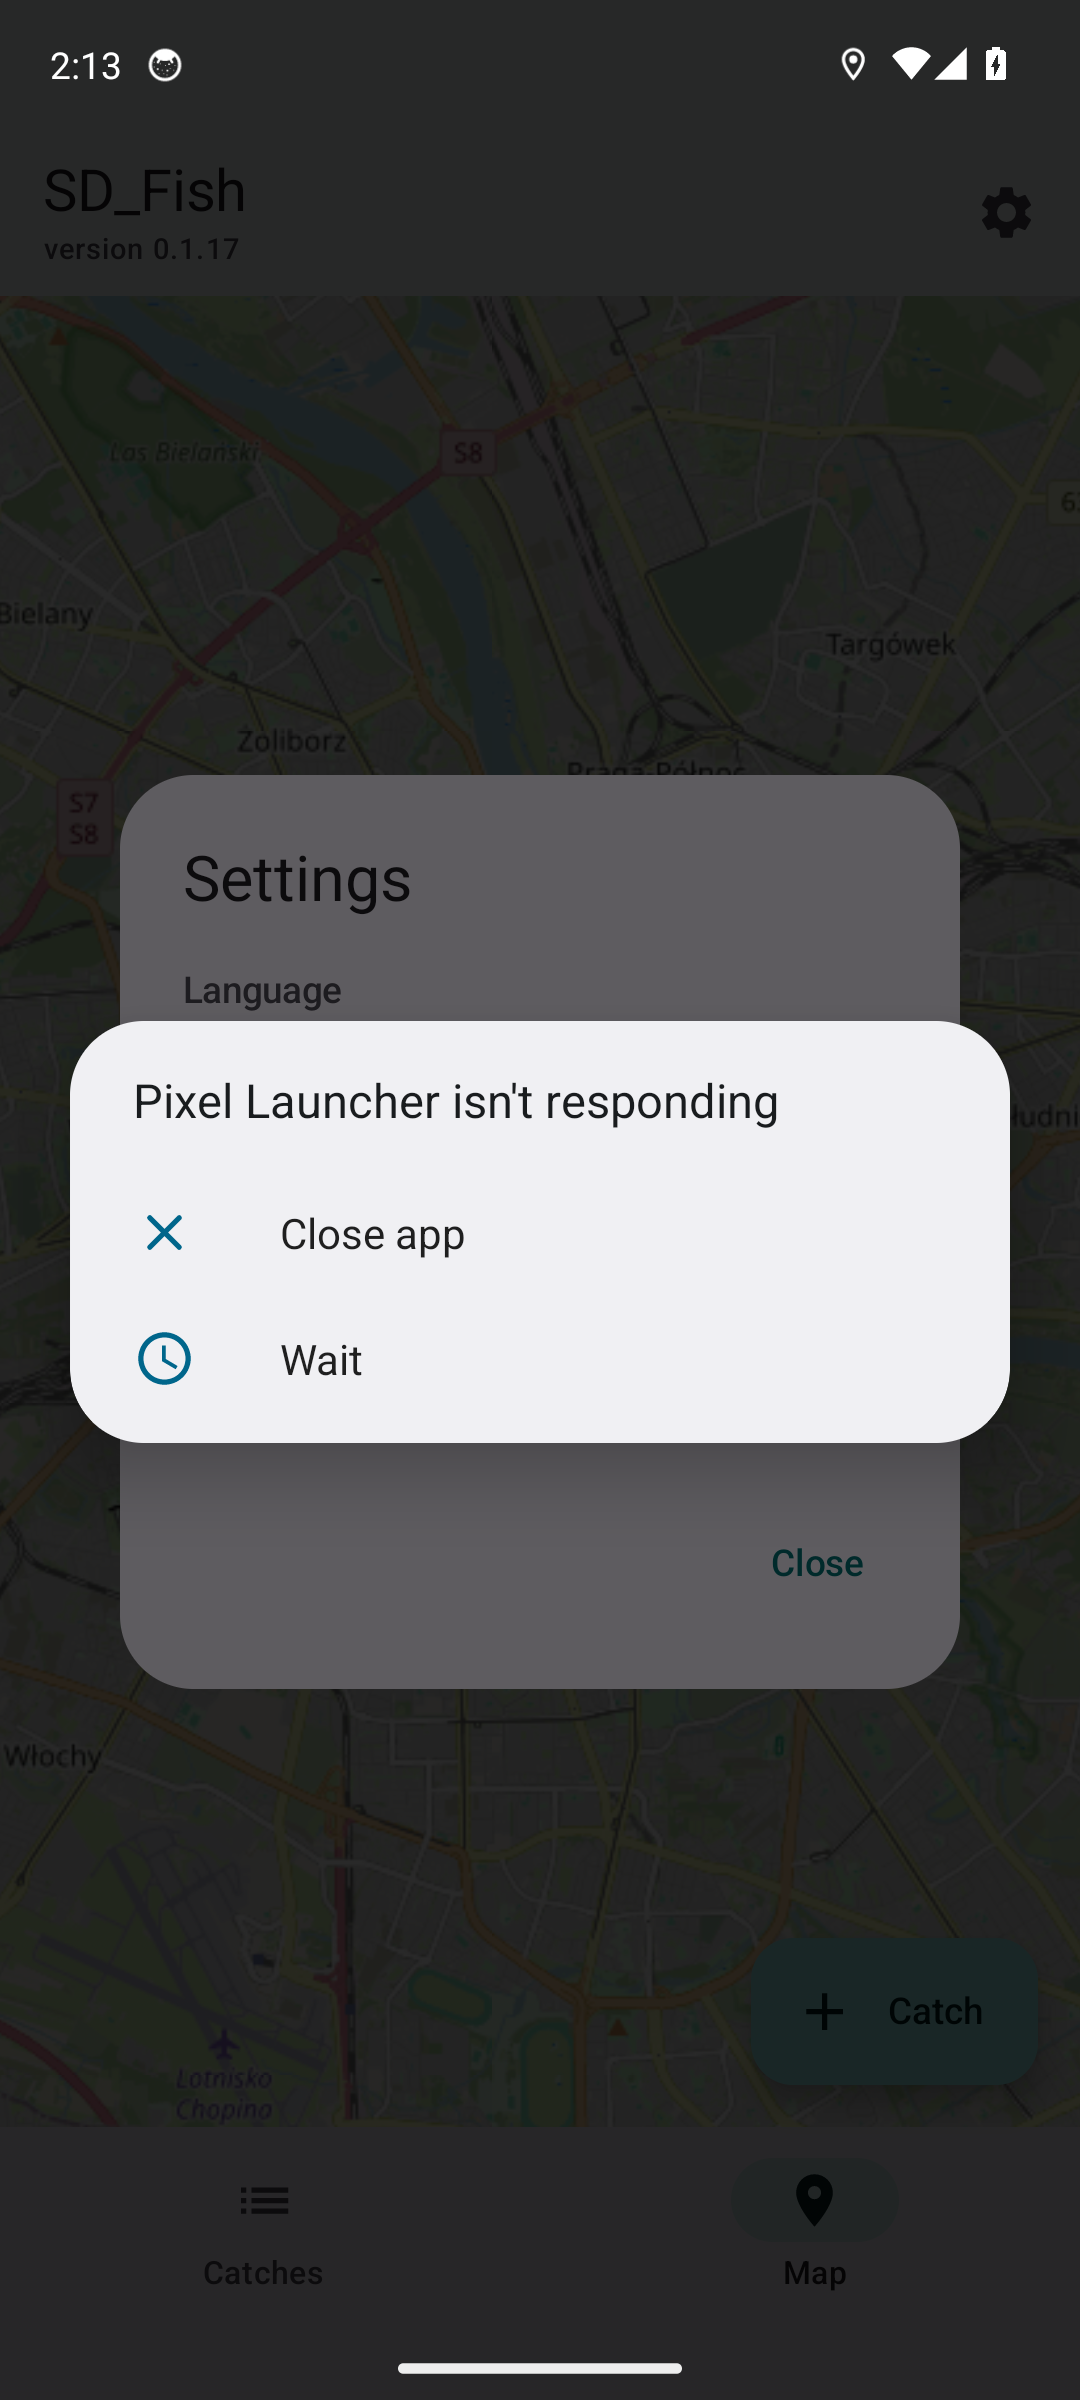 2:13
SD_Fish
version 0.1.17
Las Bielański
S8
Bielany
Targówek
Żoliborz
S7
S8
Settings
Language
Pixel Launcher isn't responding
Close app
Wait
Close
Włochy
Catch
Lotnisko
Chopina
Catches
Map